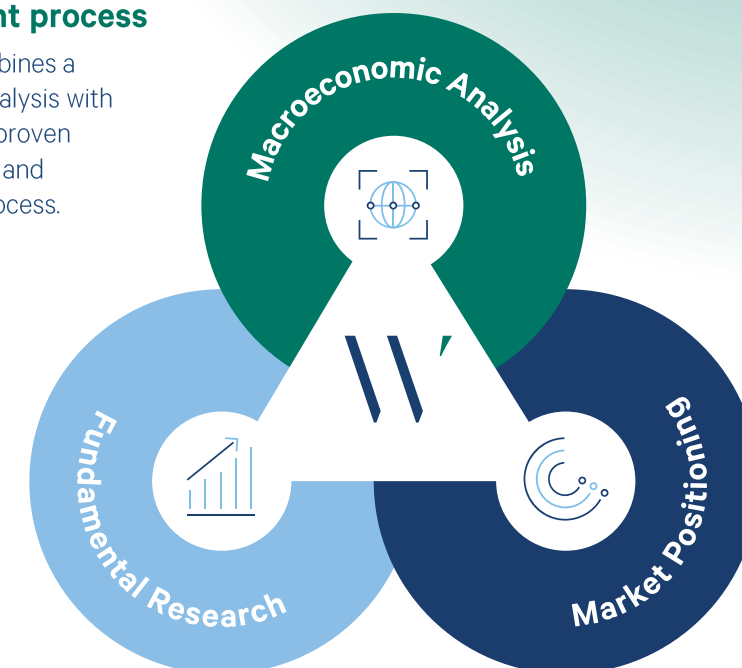 nt process
bines a
alysis with
proven
and
ocess.
Macroeconomic Analysis
Fundamental Research
Market Positioning